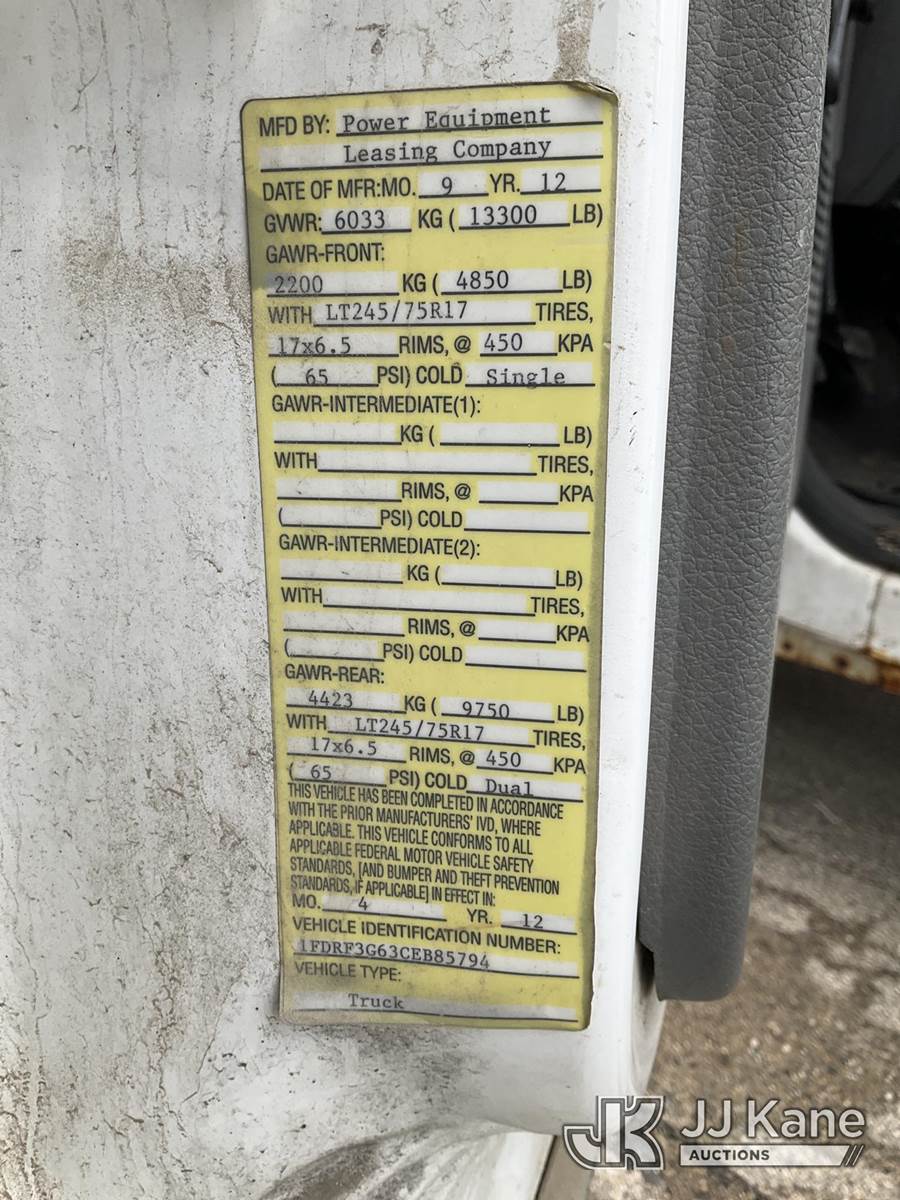 MFD BY: Power Equipment
Leasing Company
DATE OF MFR:MO. 9 YR. 12
GVWR: 6033 KG ( 13300 LB)
GAWR-FRONT:
2200 KG ( 4850 LB)
WITH LT245/75R17 TIRES,
17x6.5 RIMS, @ 450 KPA
( 65 PSI) COLD Single
GAWR-INTERMEDIATE(1):
KG ( LB)
WITH TIRES,
RIMS, @ KPA
( PSI) COLD
GAWR-INTERMEDIATE(2):
KG ( LB)
WITH TIRES,
RIMS, @ KPA
( PSI) COLD
GAWR-REAR:
4423 KG ( 9750 LB)
WITH LT245/75R17 TIRES,
17x6.5 RIMS, @ 450 KPA
( 65 PSI) COLD Dual
THIS VEHICLE HAS BEEN COMPLETED IN ACCORDANCE
WITH THE PRIOR MANUFACTURERS' IVD, WHERE
APPLICABLE. THIS VEHICLE CONFORMS TO ALL
APPLICABLE FEDERAL MOTOR VEHICLE SAFETY
STANDARDS, [AND BUMPER AND THEFT PREVENTION
STANDARDS, IF APPLICABLE] IN EFFECT IN:
MO. 4 YR. 12
VEHICLE IDENTIFICATION NUMBER:
1FDRF3G63CEB85794
VEHICLE TYPE:
Truck
JK JJ Kane
AUCTIONS